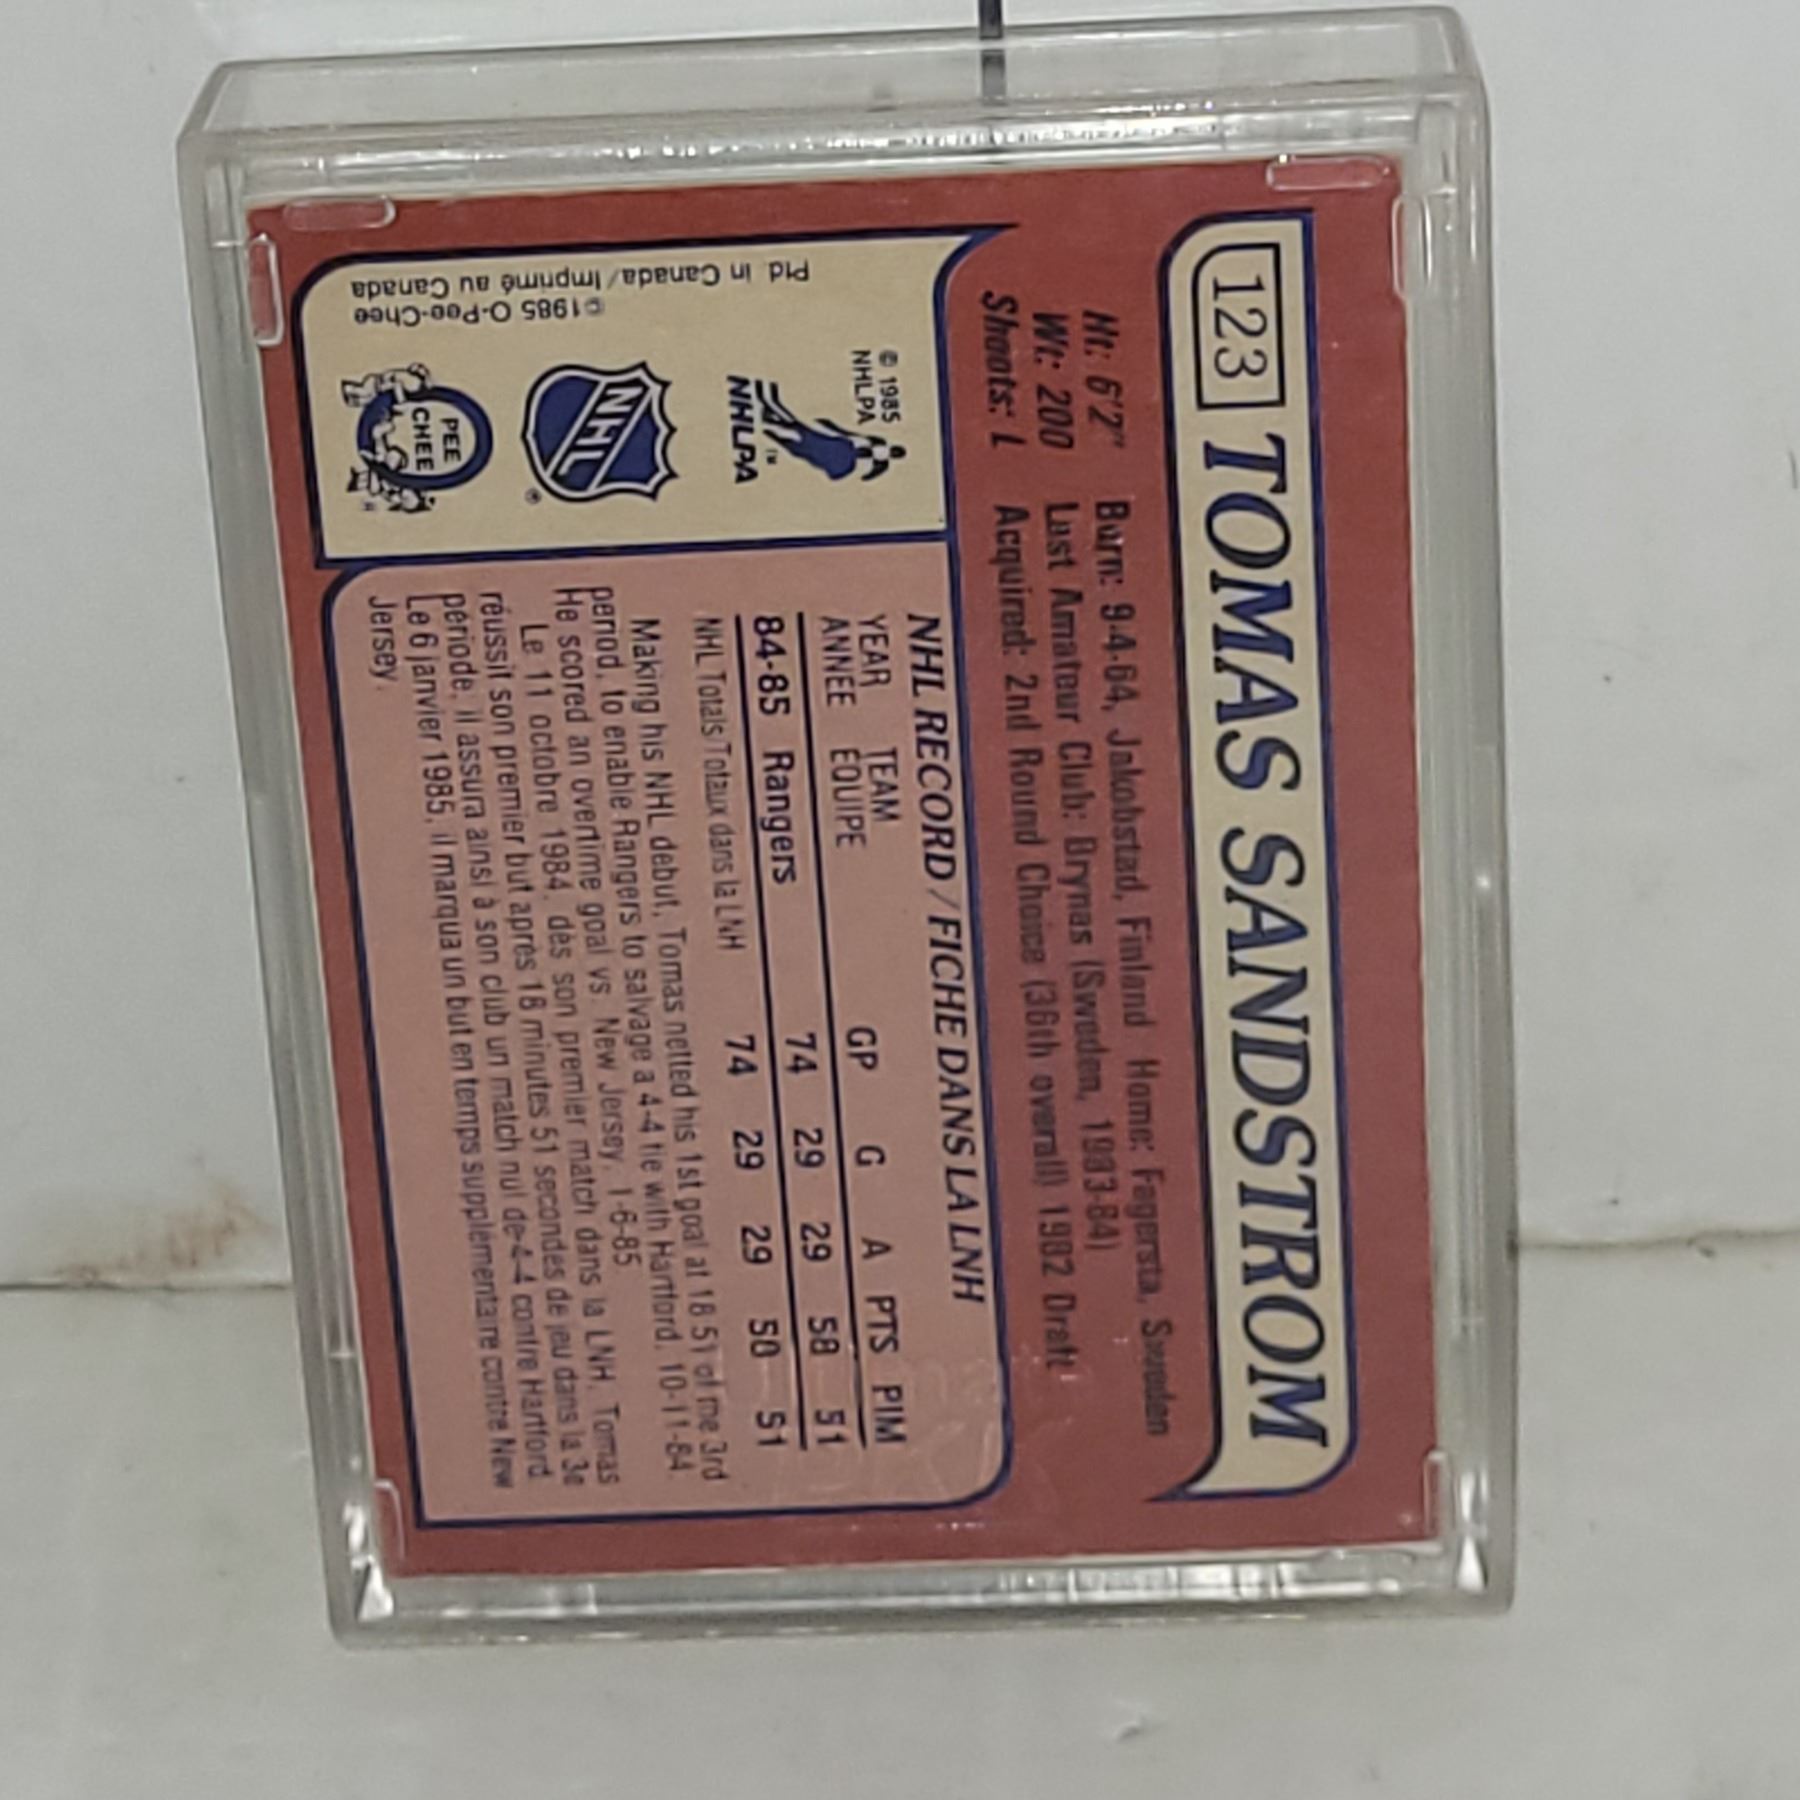 123 TOMAS SANDSTROM
Ht: 6'2" Born: 9-4-64, Jakobstad, Finland Home: Fagersta, Sweden
Wt: 200 Last Amateur Club: Brynas (Sweden, 1983-84)
Shoots: L Acquired: 2nd Round Choice (36th overall) 1982 Draft
© 1985
NHLPA
NHLPA
TM
NHL
®
PEE
CHEE
©1985 O-Pee-Chee
Ptd. in Canada/Imprimé au Canada
NHL RECORD/FICHE DANS LA LNH
YEAR TEAM GP G A PTS PIM
ANNEE EQUIPE
84-85 Rangers 74 29 29 58 51
NHL Totals/Totaux dans la LNH 74 29 29 58 51
Making his NHL debut, Tomas netted his 1st goal at 18:51 of the 3rd
period, to enable Rangers to salvage a 4-4 tie with Hartford, 10-11-84.
He scored an overtime goal vs. New Jersey, 1-6-85.
Le 11 octobre 1984, dès son premier match dans la LNH, Tomas
réussit son premier but après 18 minutes 51 secondes de jeu dans la 3e
période, il assura ainsi à son club un match nul de 4-4 contre Hartford.
Le 6 janvier 1985, il marqua un but en temps supplémentaire contre New
Jersey.